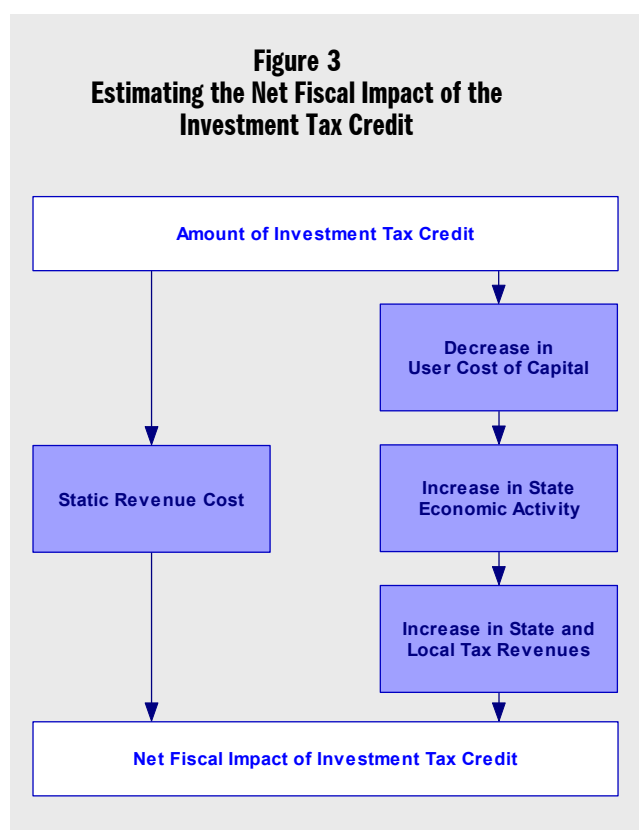 Figure 3
Estimating the Net Fiscal Impact of the
Investment Tax Credit
Amount of Investment Tax Credit
Decrease in
User Cost of Capital
Static Revenue Cost
Increase in State
Economic Activity
Increase in State and
Local Tax Revenues
Net Fiscal Impact of Investment Tax Credit